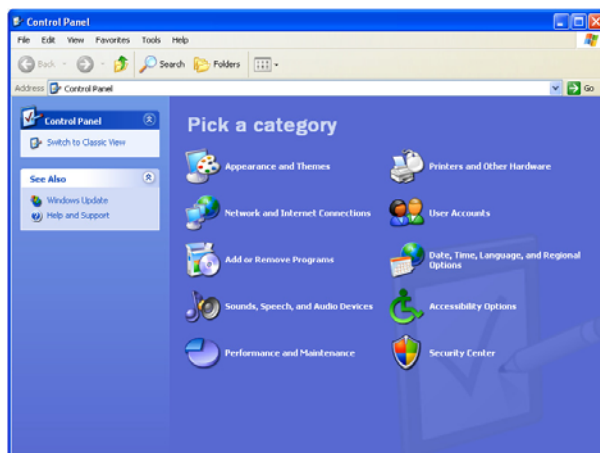 Control Panel
File Edit View Favorites Tools Help
Back Search Folders
Address Control Panel Go
Control Panel
Switch to Classic View
See Also
Windows Update
Help and Support
Pick a category
Appearance and Themes
Printers and Other Hardware
Network and Internet Connections
User Accounts
Add or Remove Programs
Date, Time, Language, and Regional
Options
Sounds, Speech, and Audio Devices
Accessibility Options
Performance and Maintenance
Security Center